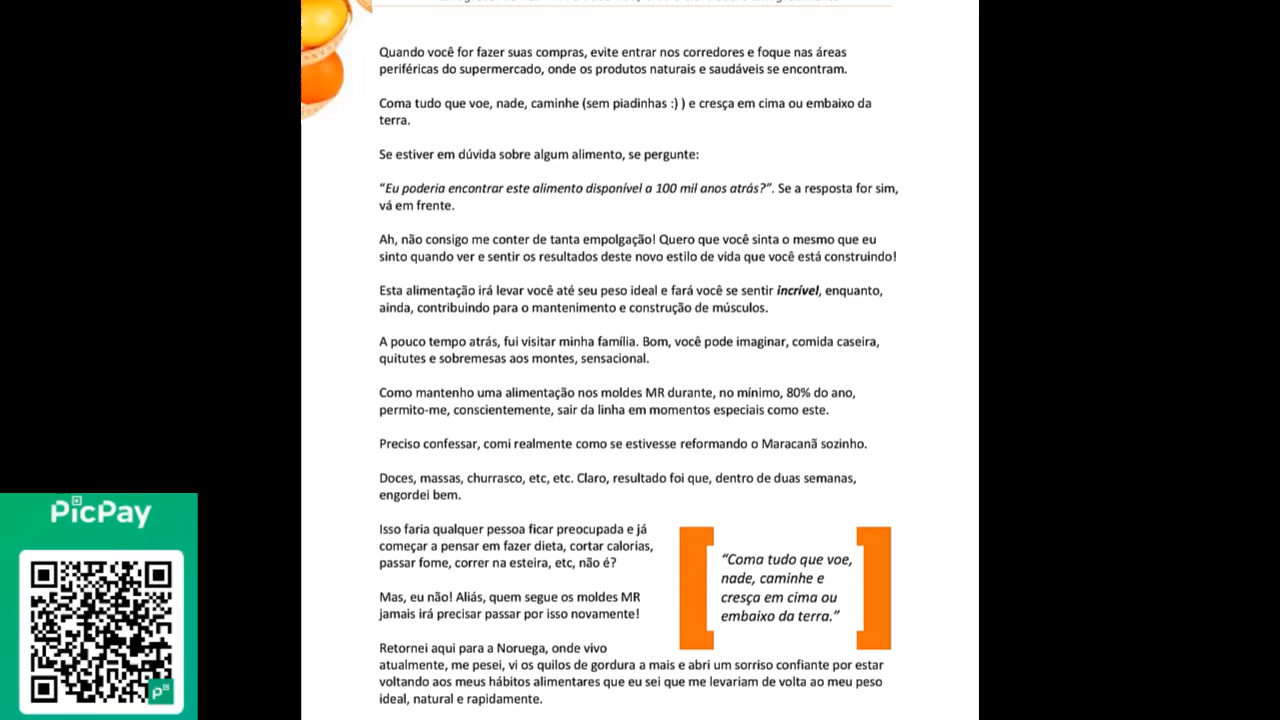 Quando você for fazer suas compras, evite entrar nos corredores e foque nas áreas
periféricas do supermercado, onde os produtos naturais e saudáveis se encontram.
Coma tudo que voe, nade, caminhe (sem piadinhas :) ) e cresça em cima ou embaixo da
terra.
Se estiver em dúvida sobre algum alimento, se pergunte:
“Eu poderia encontrar este alimento disponível a 100 mil anos atrás?”. Se a resposta for sim,
vá em frente.
Ah, não consigo me conter de tanta empolgação! Quero que você sinta o mesmo que eu
sinto quando ver e sentir os resultados deste novo estilo de vida que você está construindo!
Esta alimentação irá levar você até seu peso ideal e fará você se sentir incrível, enquanto,
ainda, contribuindo para o mantenimento e construção de músculos.
A pouco tempo atrás, fui visitar minha família. Bom, você pode imaginar, comida caseira,
quitutes e sobremesas aos montes, sensacional.
Como mantenho uma alimentação nos moldes MR durante, no mínimo, 80% do ano,
permito-me, conscientemente, sair da linha em momentos especiais como este.
Preciso confessar, comi realmente como se estivesse reformando o Maracanã sozinho.
Doces, massas, churrasco, etc, etc. Claro, resultado foi que, dentro de duas semanas,
engordei bem.
Isso faria qualquer pessoa ficar preocupada e já
começar a pensar em fazer dieta, cortar calorias,
passar fome, correr na esteira, etc, não é?
Mas, eu não! Aliás, quem segue os moldes MR
jamais irá precisar passar por isso novamente!
“Coma tudo que voe,
nade, caminhe e
cresça em cima ou
embaixo da terra.”
Retornei aqui para a Noruega, onde vivo
atualmente, me pesei, vi os quilos de gordura a mais e abri um sorriso confiante por estar
voltando aos meus hábitos alimentares que eu sei que me levariam de volta ao meu peso
ideal, natural e rapidamente.
PicPay